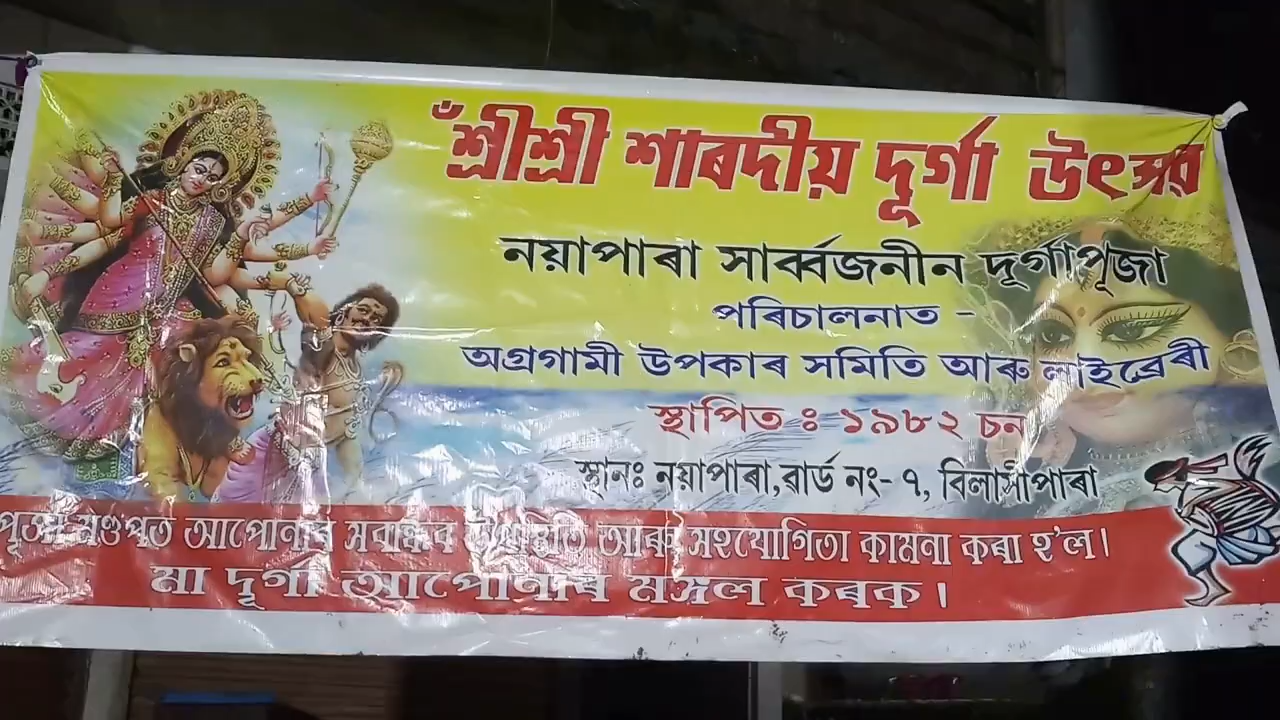 ঁশ্ৰীশ্ৰী শাৰদীয় দূৰ্গা উৎসৱ
নয়াপাৰা সাৰ্ব্বজনীন দূৰ্গাপূজা
পৰিচালনাত -
অগ্ৰগামী উপকাৰ সমিতি আৰু লাইব্ৰেৰী
স্থাপিত ঃ ১৯৮২ চন
স্থানঃ নয়াপাৰা, ৱাৰ্ড নং- ৭, বিলাসীপাৰা
পূজা মণ্ডপত আপোনাৰ সবান্ধৱ উপস্থিতি আৰু সহযোগিতা কামনা কৰা হ'ল।
মা দূৰ্গা আপোনাৰ মঙ্গল কৰক।